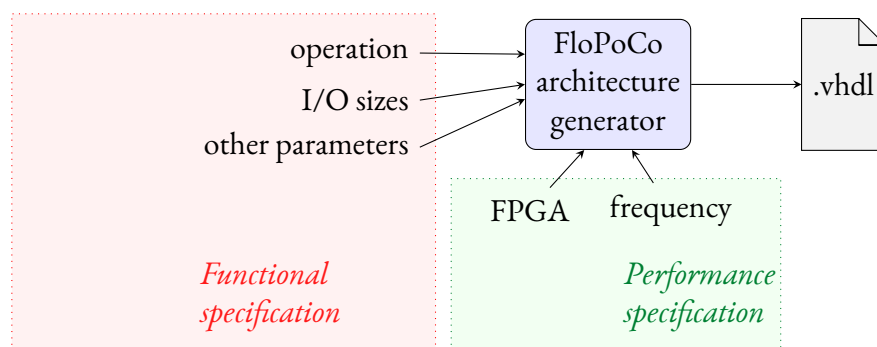 operation
I/O sizes
other parameters
Functional
specification
FloPoCo
architecture
generator
.vhdl
FPGA
frequency
Performance
specification